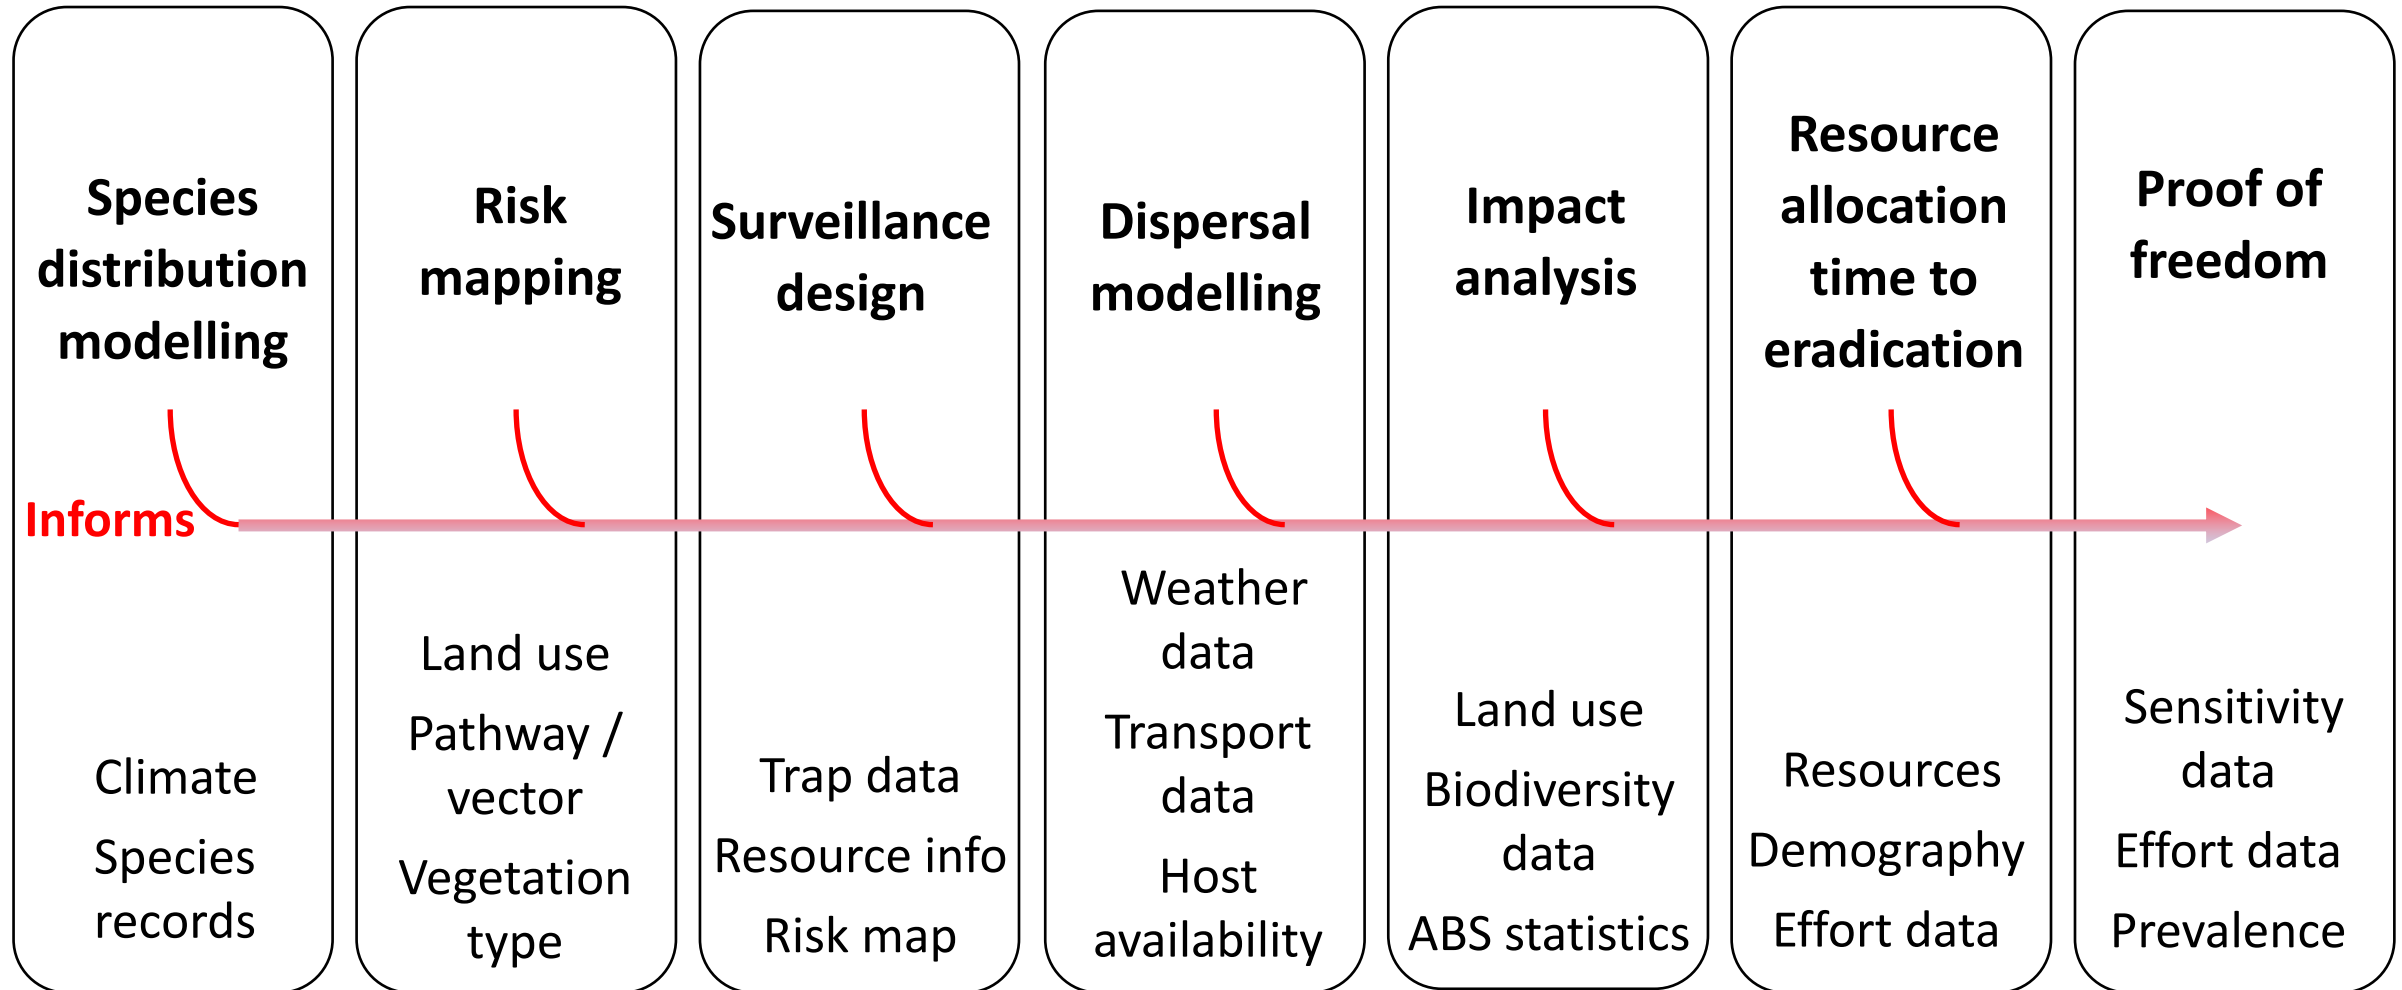 Species
distribution
modelling
Risk
mapping
Surveillance
design
Dispersal
modelling
Impact
analysis
Resource
allocation
time to
eradication
Proof of
freedom
Informs
Climate
Species
records
Land use
Pathway /
vector
Vegetation
type
Trap data
Resource info
Risk map
Weather
data
Transport
data
Host
availability
Land use
Biodiversity
data
ABS statistics
Resources
Demography
Effort data
Sensitivity
data
Effort data
Prevalence